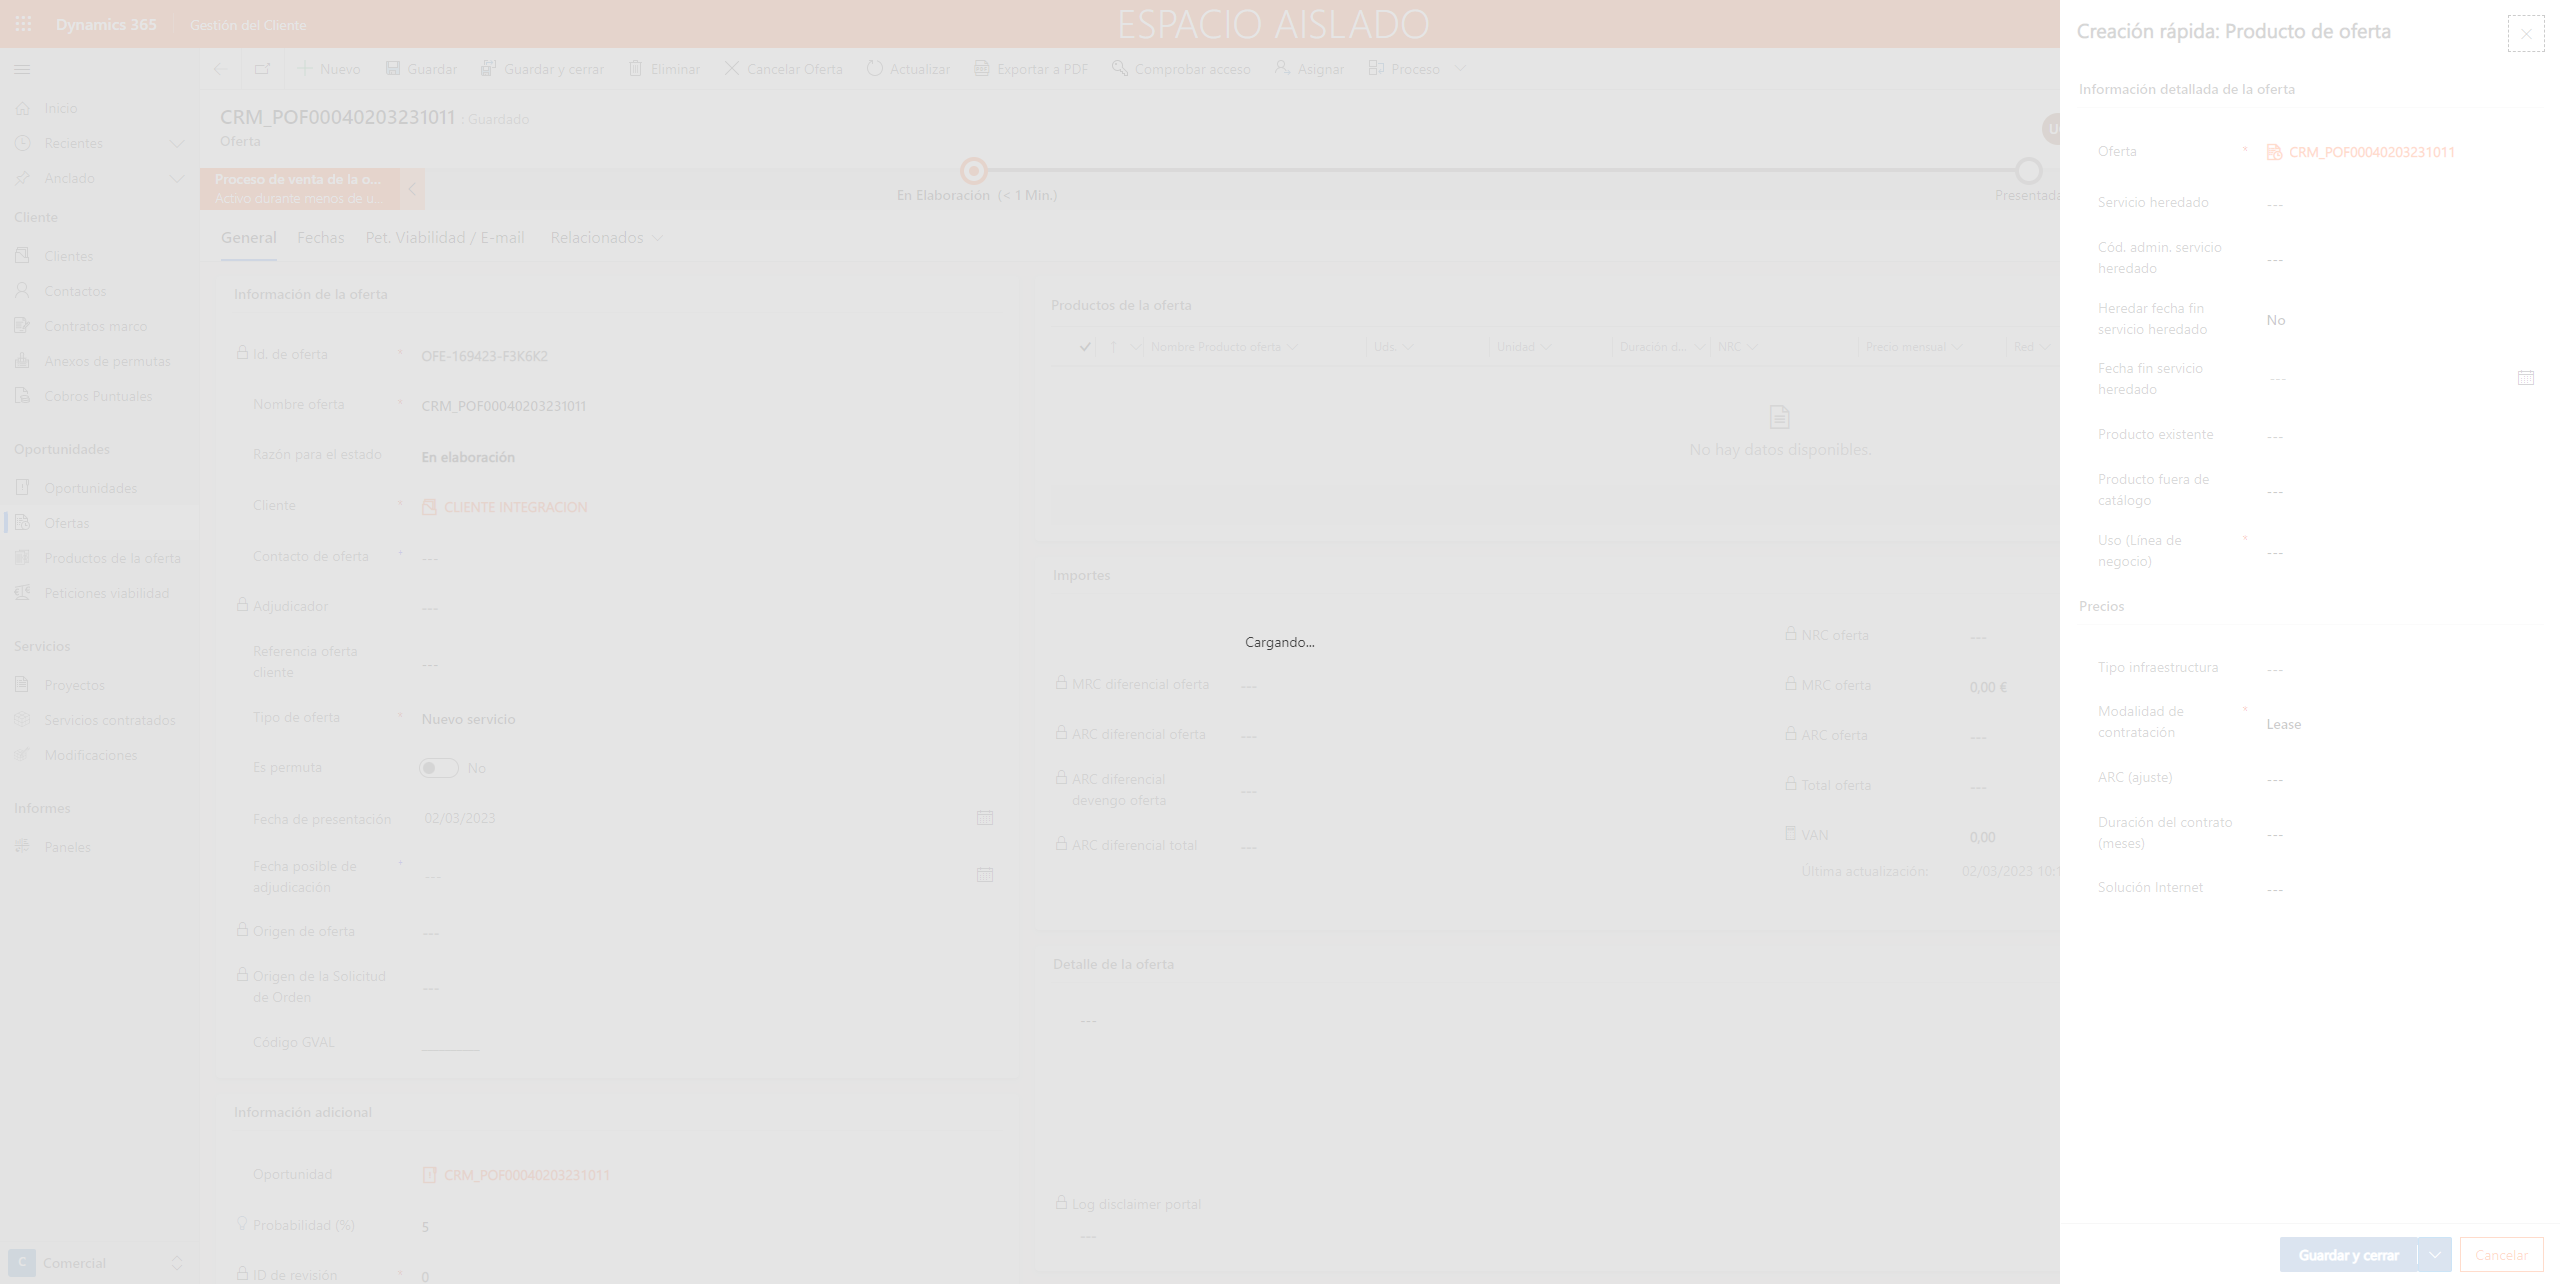 Dynamics 365
Gestión del Cliente
ESPACIO AISLADO
Nuevo
Guardar
Guardar y cerrar
Eliminar
Cancelar Oferta
Actualizar
Exportar a PDF
Comprobar acceso
Asignar
Proceso
Inicio
Recientes
Anclado
Cliente
Clientes
Contactos
Contratos marco
Anexos de permutas
Cobros Puntuales
Oportunidades
Oportunidades
Ofertas
Productos de la oferta
Peticiones viabilidad
Servicios
Proyectos
Servicios contratados
Modificaciones
Informes
Paneles
C Comercial
CRM_POF00040203231011 : Guardado
Oferta
U
Proceso de venta de la o...
Activo durante menos de u...
En Elaboración (< 1 Min.)
Presentada
General
Fechas
Pet. Viabilidad / E-mail
Relacionados
Información de la oferta
Id. de oferta * OFE-169423-F3K6K2
Nombre oferta * CRM_POF00040203231011
Razón para el estado En elaboración
Cliente * CLIENTE INTEGRACION
Contacto de oferta + ---
Adjudicador ---
Referencia oferta
cliente ---
Tipo de oferta * Nuevo servicio
Es permuta No
Fecha de presentación 02/03/2023
Fecha posible de
adjudicación * ---
Origen de oferta ---
Origen de la Solicitud
de Orden ---
Código GVAL
Información adicional
Oportunidad CRM_POF00040203231011
Probabilidad (%) 5
ID de revisión * 0
Productos de la oferta
Nombre Producto oferta
Uds.
Unidad
Duración d...
NRC
Precio mensual
Red
No hay datos disponibles.
Importes
Cargando...
MRC diferencial oferta ---
ARC diferencial oferta ---
ARC diferencial
devengo oferta ---
ARC diferencial total ---
NRC oferta ---
MRC oferta 0,00 €
ARC oferta ---
Total oferta ---
VAN 0,00
Última actualización: 02/03/2023 10:1
Detalle de la oferta
---
Log disclaimer portal
---
Creación rápida: Producto de oferta
Información detallada de la oferta
Oferta * CRM_POF00040203231011
Servicio heredado ---
Cód. admin. servicio
heredado ---
Heredar fecha fin
servicio heredado No
Fecha fin servicio
heredado ---
Producto existente ---
Producto fuera de
catálogo ---
Uso (Línea de
negocio) * ---
Precios
Tipo infraestructura ---
Modalidad de
contratación * Lease
ARC (ajuste) ---
Duración del contrato
(meses) ---
Solución Internet ---
Guardar y cerrar
Cancelar